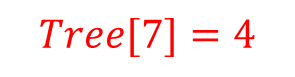 Tree[7] = 4